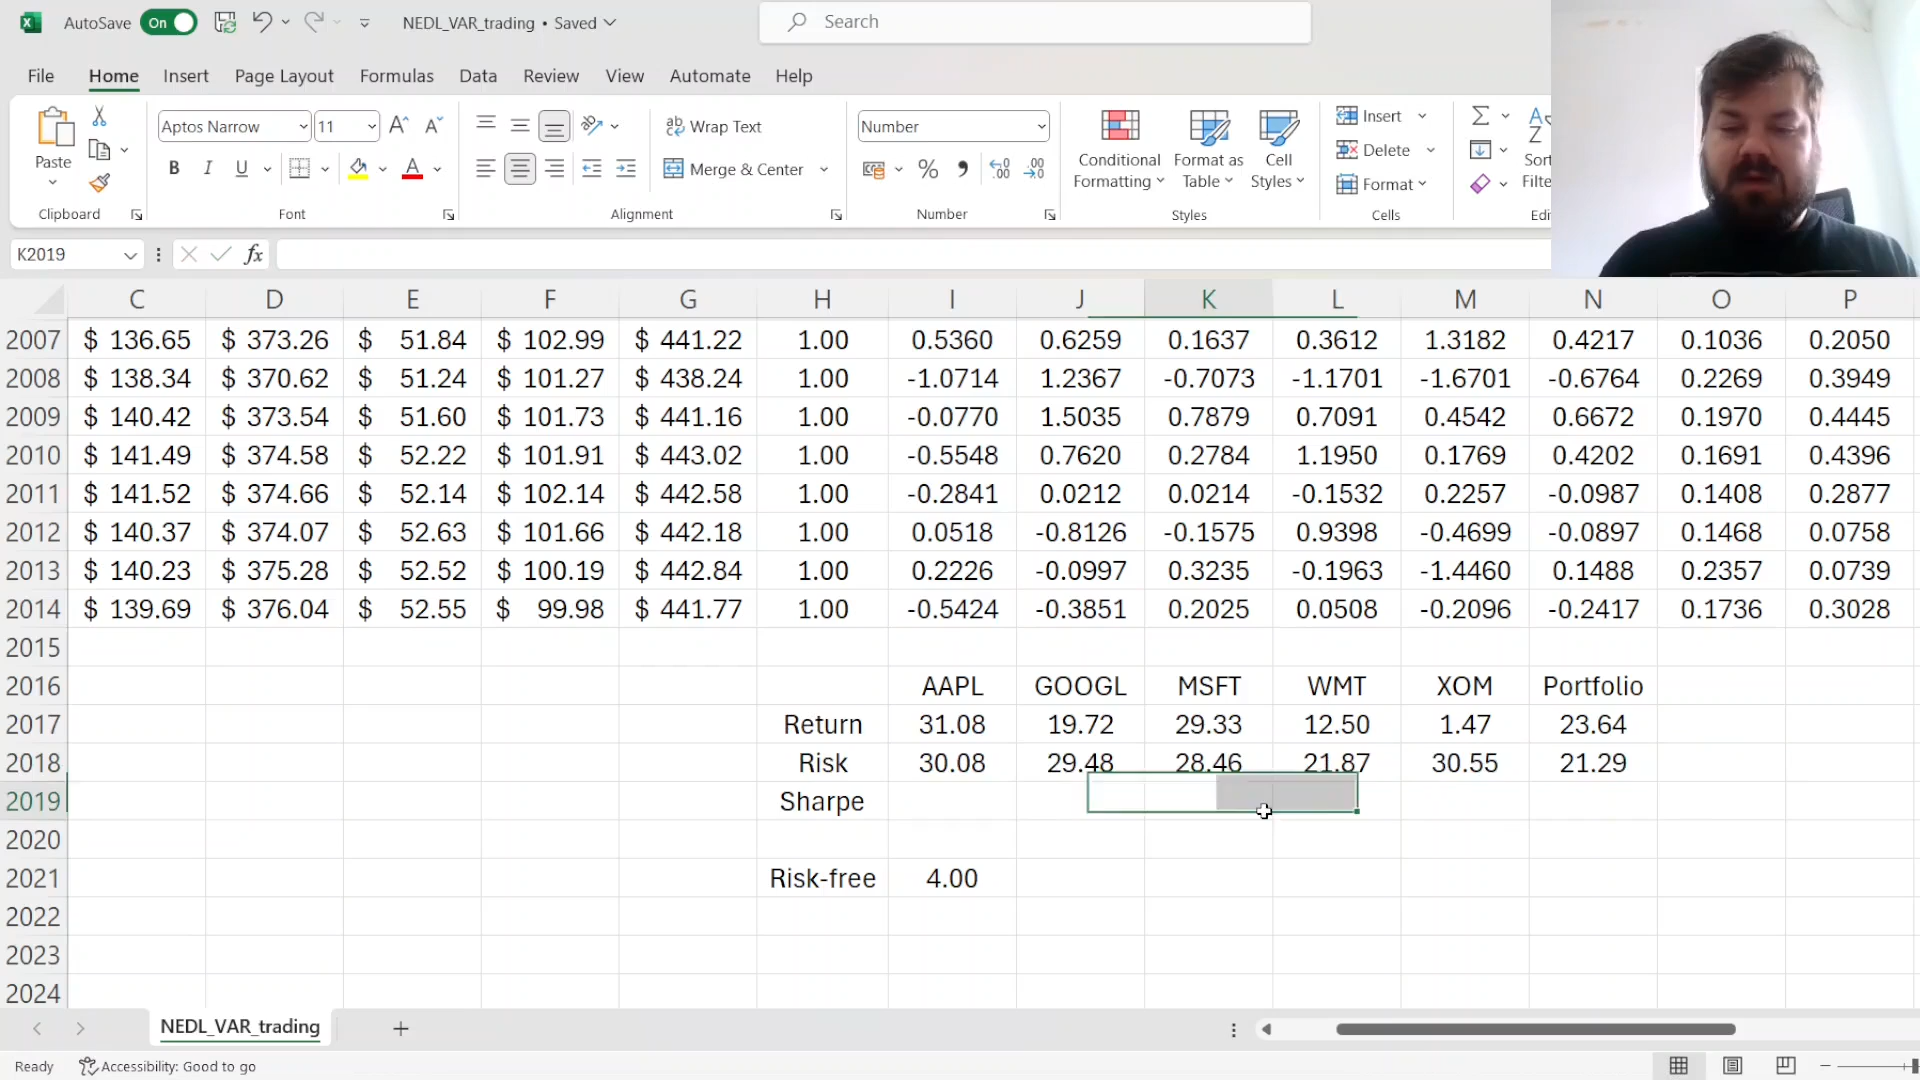 AutoSave On NEDL_VAR_trading • Saved Search
File Home Insert Page Layout Formulas Data Review View Automate Help
Paste Aptos Narrow 11 A A Wrap Text Number Conditional Formatting Format as Table Cell Styles Insert Σ
B I U A Merge & Center % Delete Sort
Format Filte
Clipboard Font Alignment Number Styles Cells Edi
K2019 fx
C D E F G H I J K L M N O P
2007 $ 136.65 $ 373.26 $ 51.84 $ 102.99 $ 441.22 1.00 0.5360 0.6259 0.1637 0.3612 1.3182 0.4217 0.1036 0.2050
2008 $ 138.34 $ 370.62 $ 51.24 $ 101.27 $ 438.24 1.00 -1.0714 1.2367 -0.7073 -1.1701 -1.6701 -0.6764 0.2269 0.3949
2009 $ 140.42 $ 373.54 $ 51.60 $ 101.73 $ 441.16 1.00 -0.0770 1.5035 0.7879 0.7091 0.4542 0.6672 0.1970 0.4445
2010 $ 141.49 $ 374.58 $ 52.22 $ 101.91 $ 443.02 1.00 -0.5548 0.7620 0.2784 1.1950 0.1769 0.4202 0.1691 0.4396
2011 $ 141.52 $ 374.66 $ 52.14 $ 102.14 $ 442.58 1.00 -0.2841 0.0212 0.0214 -0.1532 0.2257 -0.0987 0.1408 0.2877
2012 $ 140.37 $ 374.07 $ 52.63 $ 101.66 $ 442.18 1.00 0.0518 -0.8126 -0.1575 0.9398 -0.4699 -0.0897 0.1468 0.0758
2013 $ 140.23 $ 375.28 $ 52.52 $ 100.19 $ 442.84 1.00 0.2226 -0.0997 0.3235 -0.1963 -1.4460 0.1488 0.2357 0.0739
2014 $ 139.69 $ 376.04 $ 52.55 $ 99.98 $ 441.77 1.00 -0.5424 -0.3851 0.2025 0.0508 -0.2096 -0.2417 0.1736 0.3028
2015
2016 AAPL GOOGL MSFT WMT XOM Portfolio
2017 Return 31.08 19.72 29.33 12.50 1.47 23.64
2018 Risk 30.08 29.48 28.46 21.87 30.55 21.29
2019 Sharpe
2020
2021 Risk-free 4.00
2022
2023
2024
NEDL_VAR_trading
Ready Accessibility: Good to go